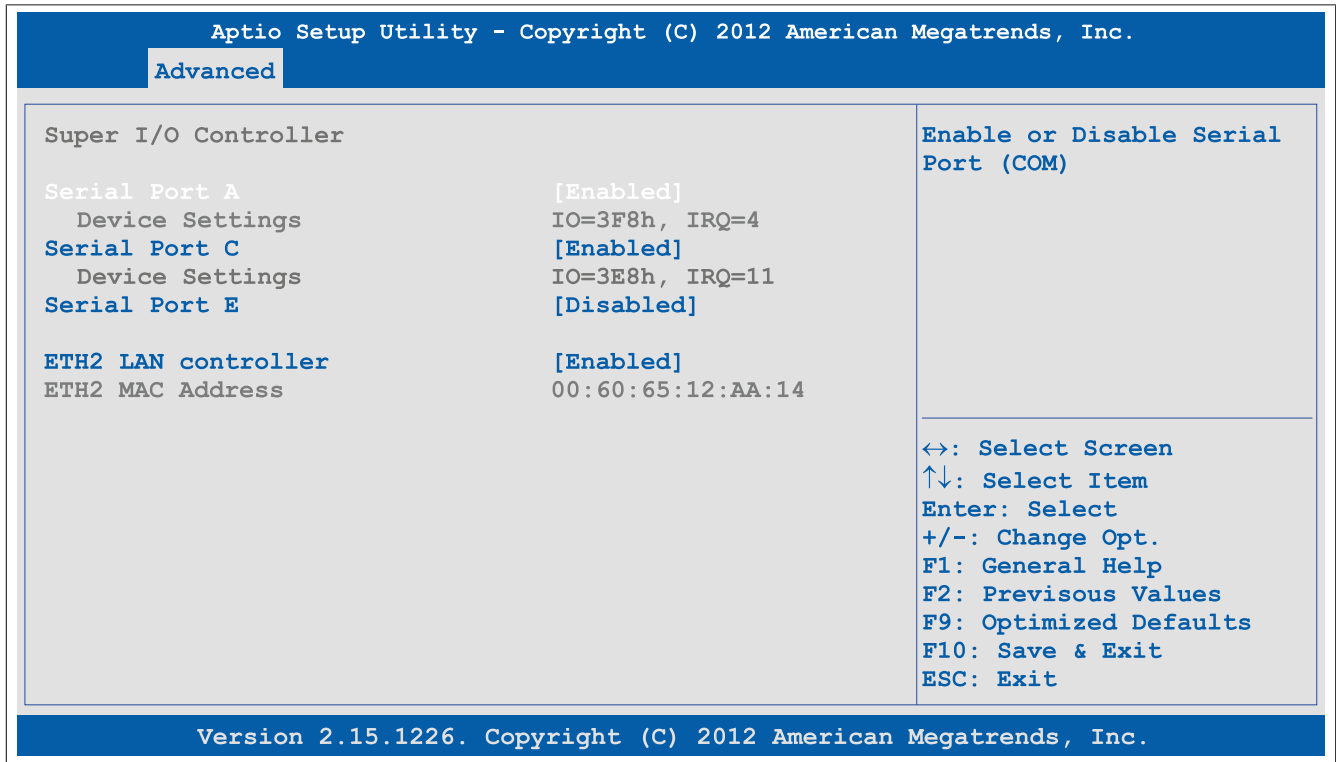 Aptio Setup Utility - Copyright (C) 2012 American Megatrends, Inc.
Advanced
Super I/O Controller
Serial Port A [Enabled]
Device Settings IO=3F8h, IRQ=4
Serial Port C [Enabled]
Device Settings IO=3E8h, IRQ=11
Serial Port E [Disabled]
ETH2 LAN controller [Enabled]
ETH2 MAC Address 00:60:65:12:AA:14
Enable or Disable Serial
Port (COM)
↔: Select Screen
↑↓: Select Item
Enter: Select
+/-: Change Opt.
F1: General Help
F2: Previsous Values
F9: Optimized Defaults
F10: Save & Exit
ESC: Exit
Version 2.15.1226. Copyright (C) 2012 American Megatrends, Inc.